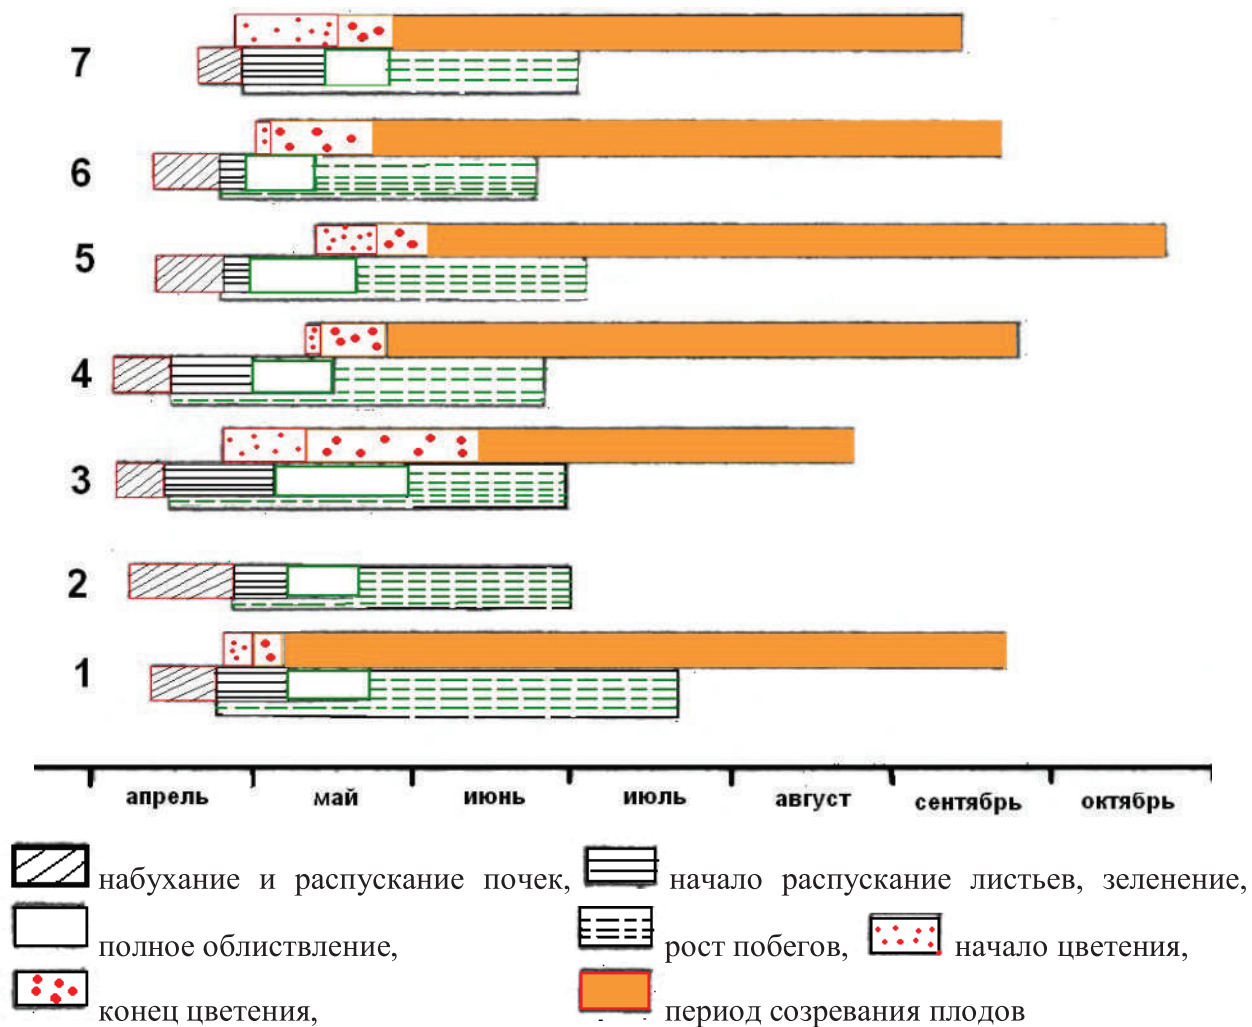 7
6
5
4
3
2
1
апрель май июнь июль август сентябрь октябрь
набухание и распускание почек, начало распускание листьев, зеленение,
полное облиствление, рост побегов, начало цветения,
конец цветения, период созревания плодов